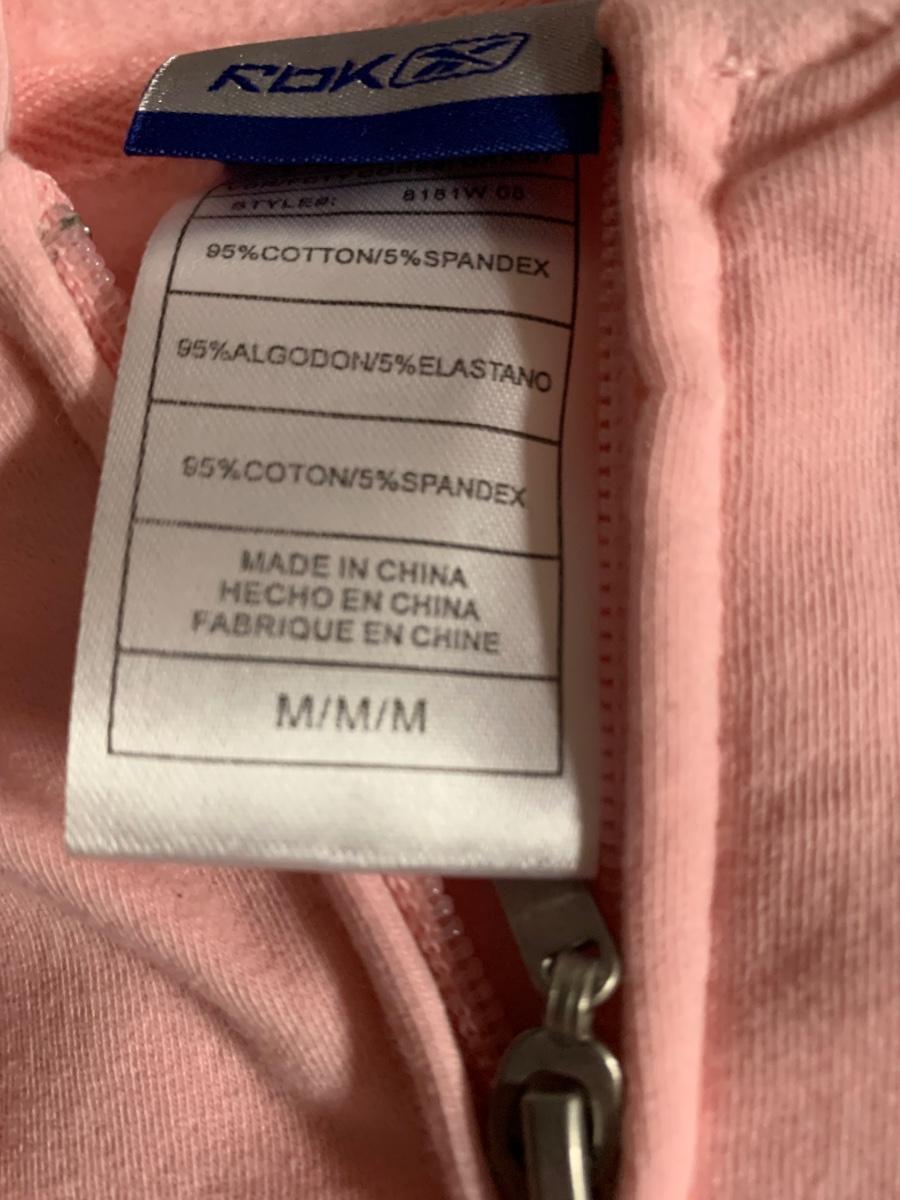 RBK
STYLE#: 8181W 08
95%COTTON/5%SPANDEX
95%ALGODON/5%ELASTANO
95%COTON/5%SPANDEX
MADE IN CHINA
HECHO EN CHINA
FABRIQUE EN CHINE
M/M/M